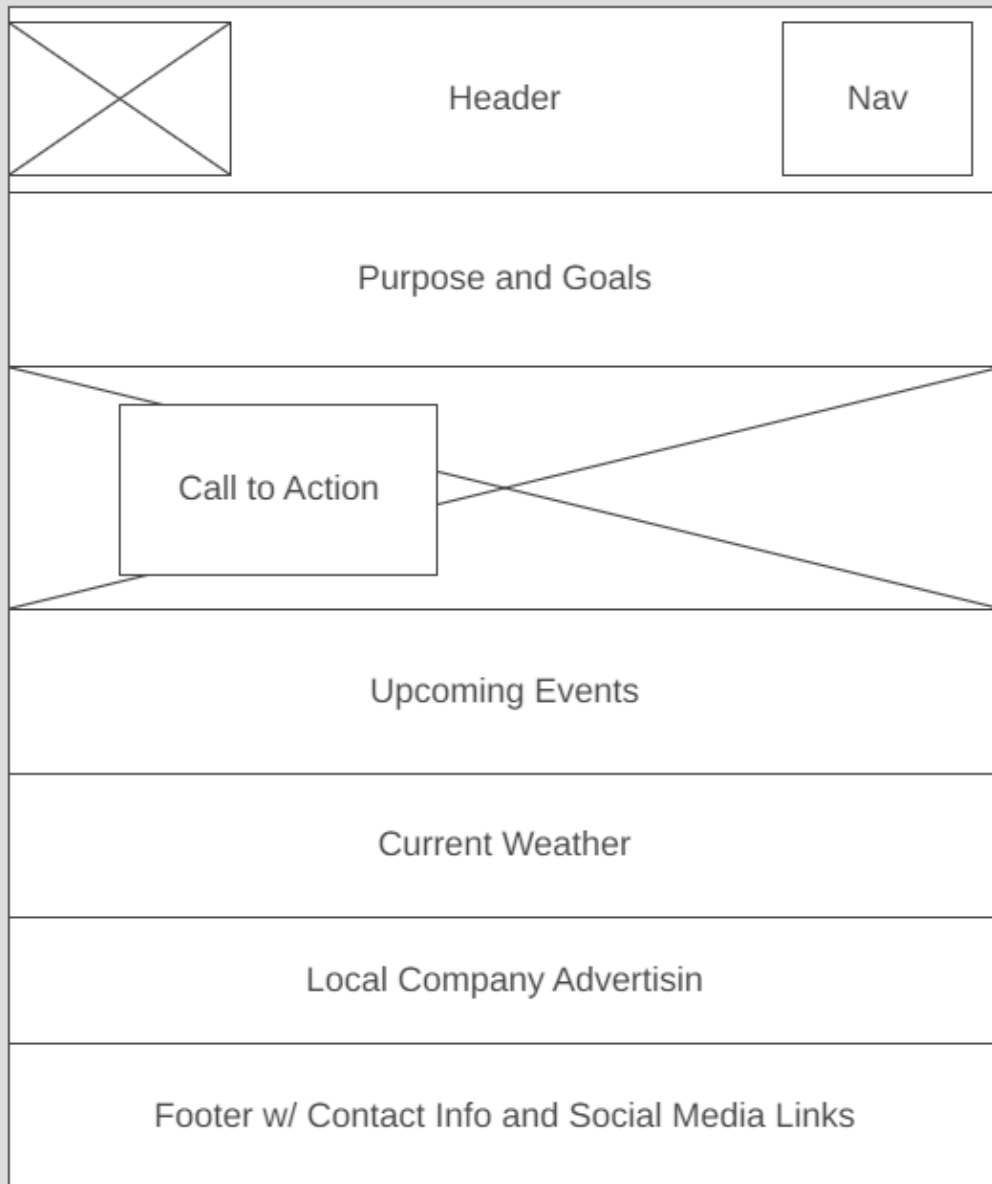 Header
Nav
Purpose and Goals
Call to Action
Upcoming Events
Current Weather
Local Company Advertisin
Footer w/ Contact Info and Social Media Links